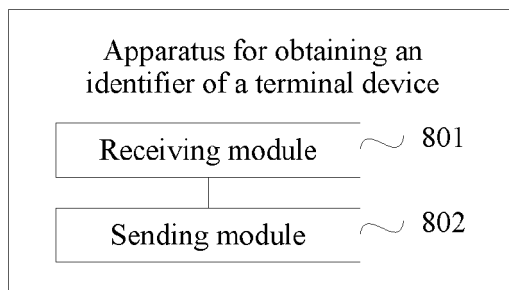 Apparatus for obtaining an
identifier of a terminal device
Receiving module 801
Sending module 802